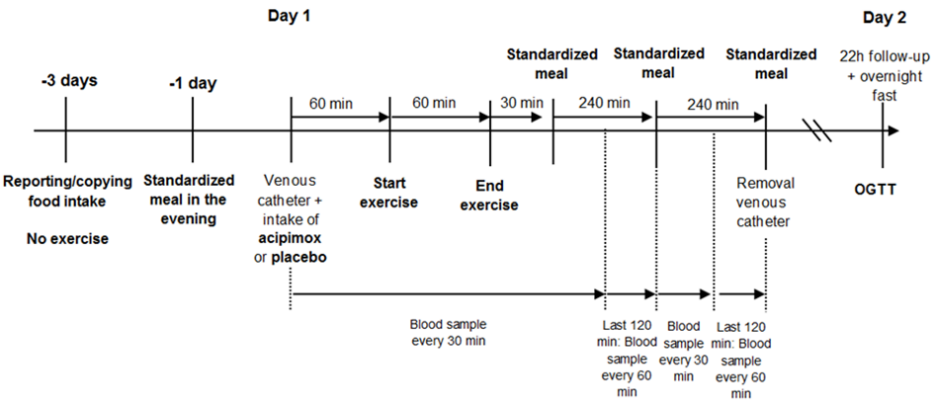 Day 1
Day 2
Standardized
meal
Standardized
meal
Standardized
meal
22h follow-up
+ overnight
fast
-3 days
-1 day
60 min
60 min
30 min
240 min
240 min
Reporting/copying
food intake
No exercise
Standardized
meal in the
evening
Venous
catheter +
intake of
acipimox
or placebo
Start
exercise
End
exercise
Removal
venous
catheter
OGTT
Blood sample
every 30 min
Last 120
min: Blood
sample
every 60
min
Blood
sample
every 30
min
Last 120
min: Blood
sample
every 60
min